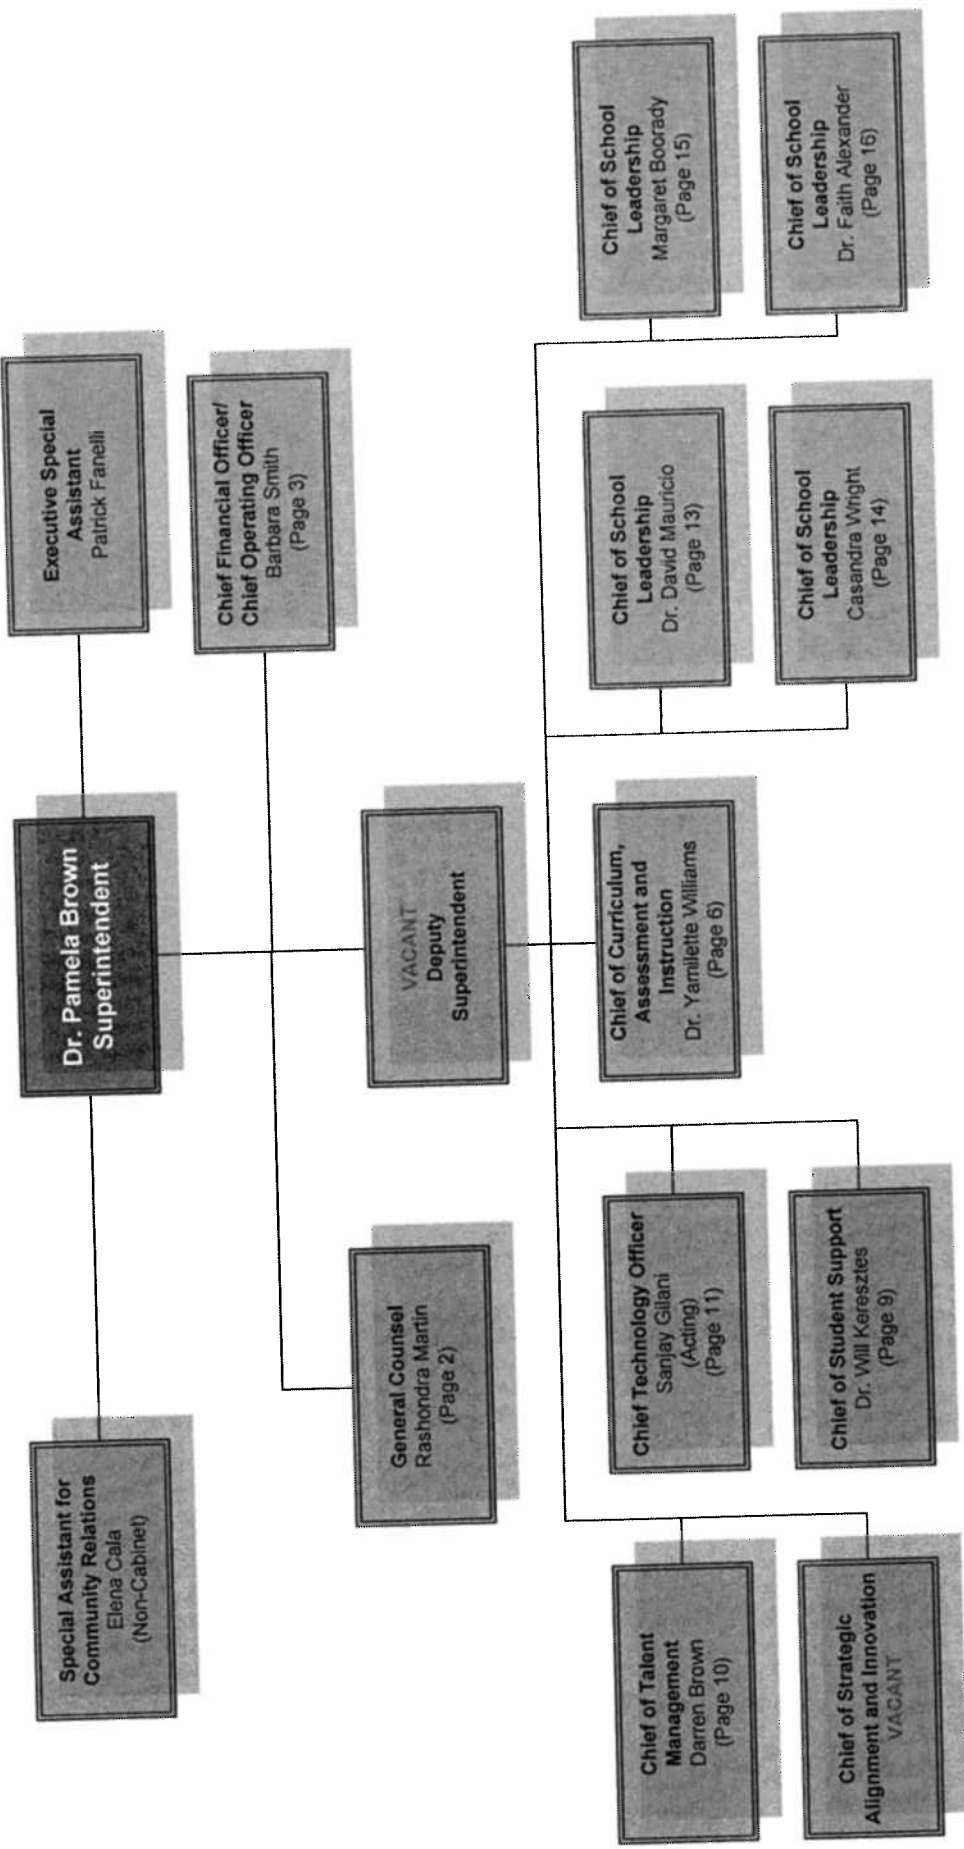 Dr. Pamela Brown
Superintendent
Special Assistant for
Community Relations
Elena Cala
(Non-Cabinet)
Executive Special
Assistant
Patrick Fanelli
General Counsel
Rashondra Martin
(Page 2)
Chief Financial Officer/
Chief Operating Officer
Barbara Smith
(Page 3)
VACANT
Deputy
Superintendent
Chief of Talent
Management
Darren Brown
(Page 10)
Chief of Strategic
Alignment and Innovation
VACANT
Chief Technology Officer
Sanjay Gilani
(Acting)
(Page 11)
Chief of Student Support
Dr. Will Keresztes
(Page 9)
Chief of Curriculum,
Assessment and
Instruction
Dr. Yamilette Williams
(Page 6)
Chief of School
Leadership
Dr. David Mauricio
(Page 13)
Chief of School
Leadership
Casandra Wright
(Page 14)
Chief of School
Leadership
Margaret Boorady
(Page 15)
Chief of School
Leadership
Dr. Faith Alexander
(Page 16)